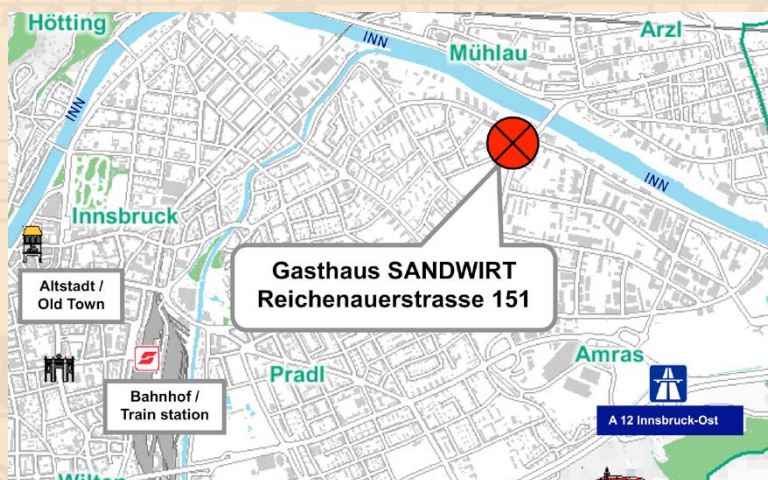 Hötting
INN
Mühlau
Arzl
INN
INN
Innsbruck
Gasthaus SANDWIRT
Reichenauerstrasse 151
Altstadt /
Old Town
Amras
Pradl
Bahnhof /
Train station
A 12 Innsbruck-Ost
Wilten